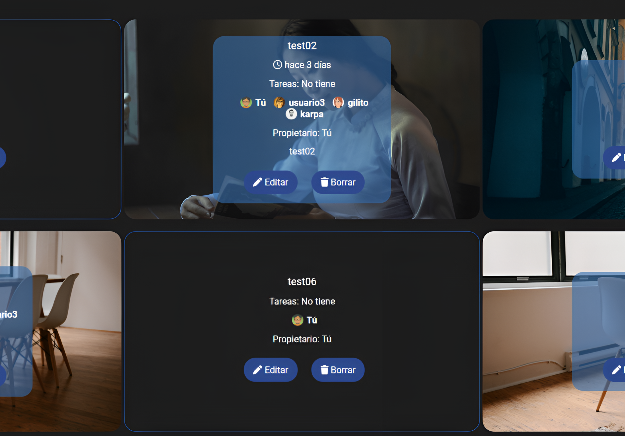 test02
hace 3 días
Tareas: No tiene
Tú usuario3 gilito
karpa
Propietario: Tú
test02
Editar Borrar
test06
Tareas: No tiene
Tú
Propietario: Tú
Editar Borrar